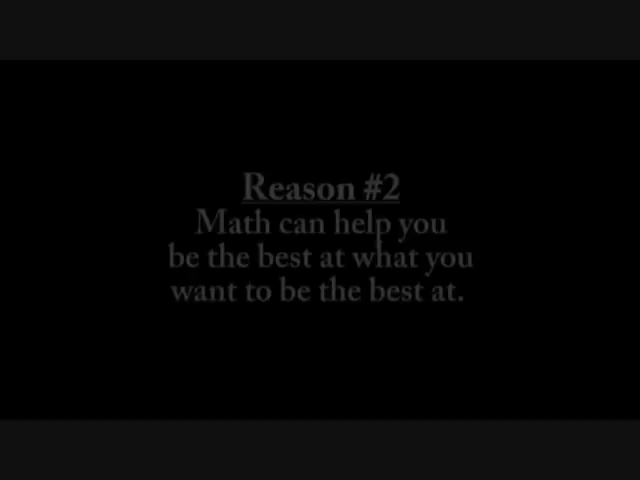 Reason #2
Math can help you
be the best at what you
want to be the best at.